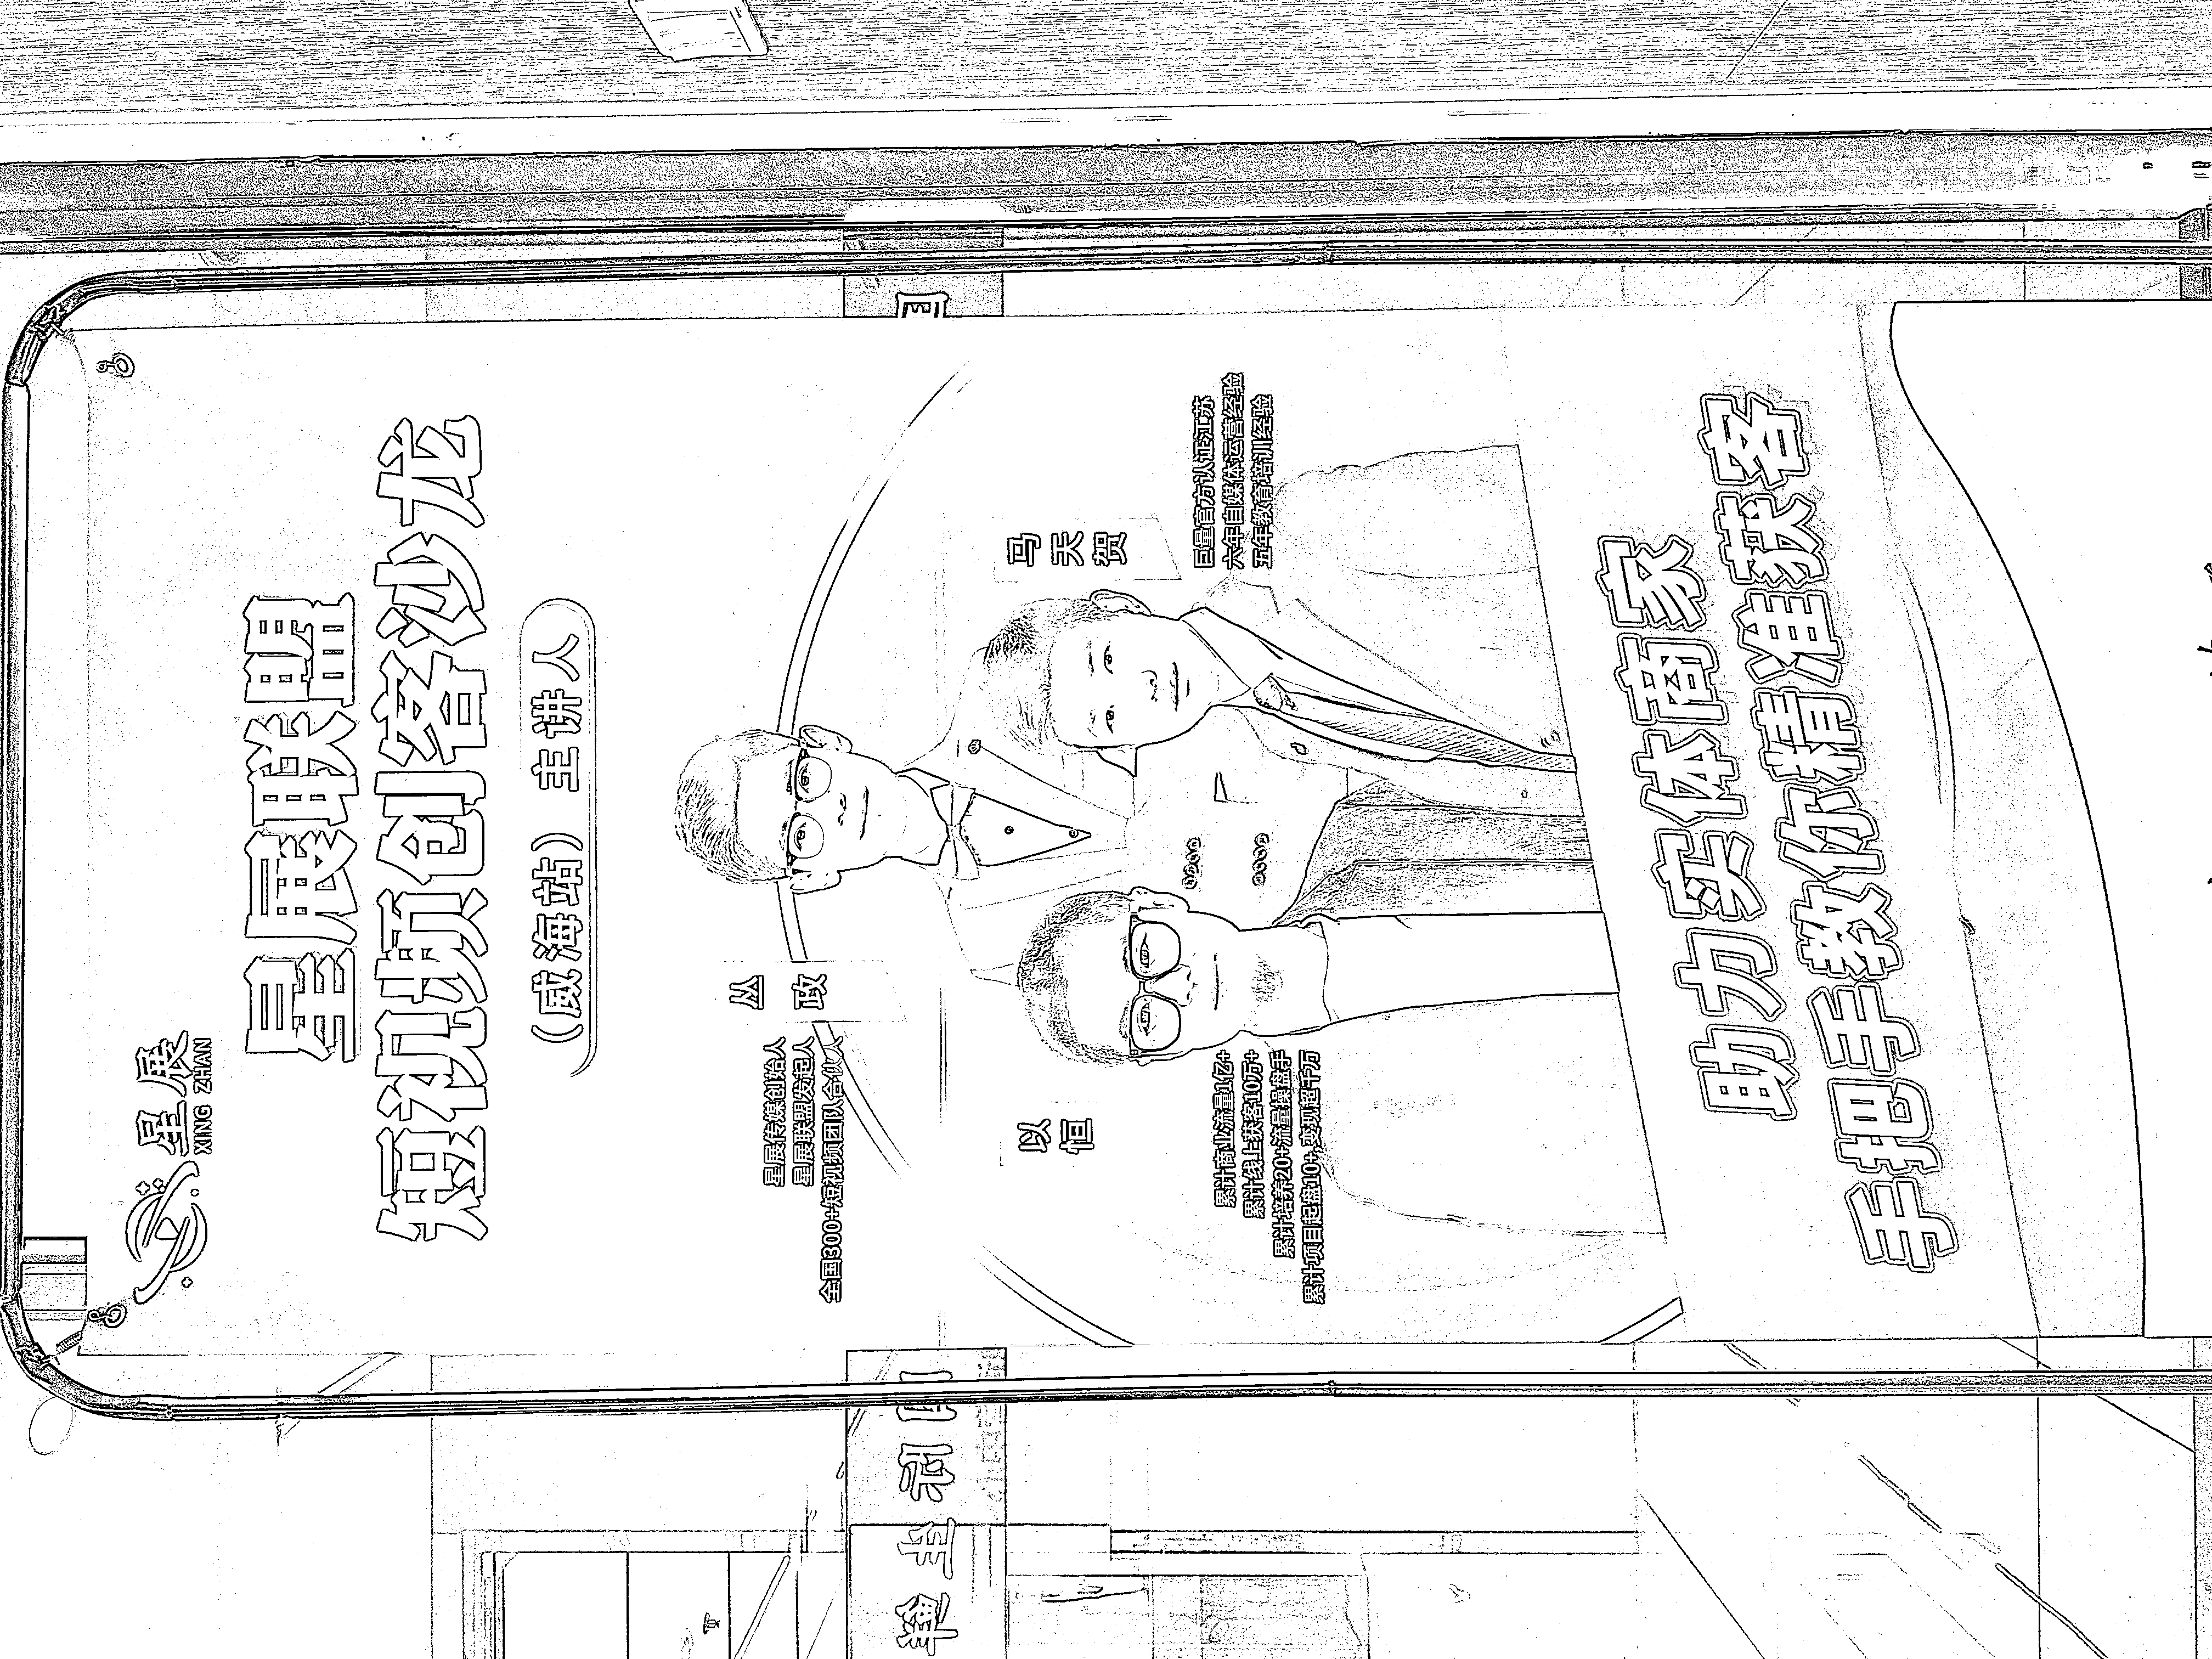 星展
XING ZHAN
星展联盟
短视频创客沙龙
（威海站） 主讲人
丛政
星展传媒创始人
星展联盟发起人
全国300+短视频团队合伙人
马天贺
巨量官方认证江苏
六年自媒体运营经验
五年教育培训经验
以恒
累计商业流量1亿+
累计线上获客10万+
累计培养20+流量操盘手
累计项目起盘10+,变现超千万
助力实体商家
手把手教你精准获客